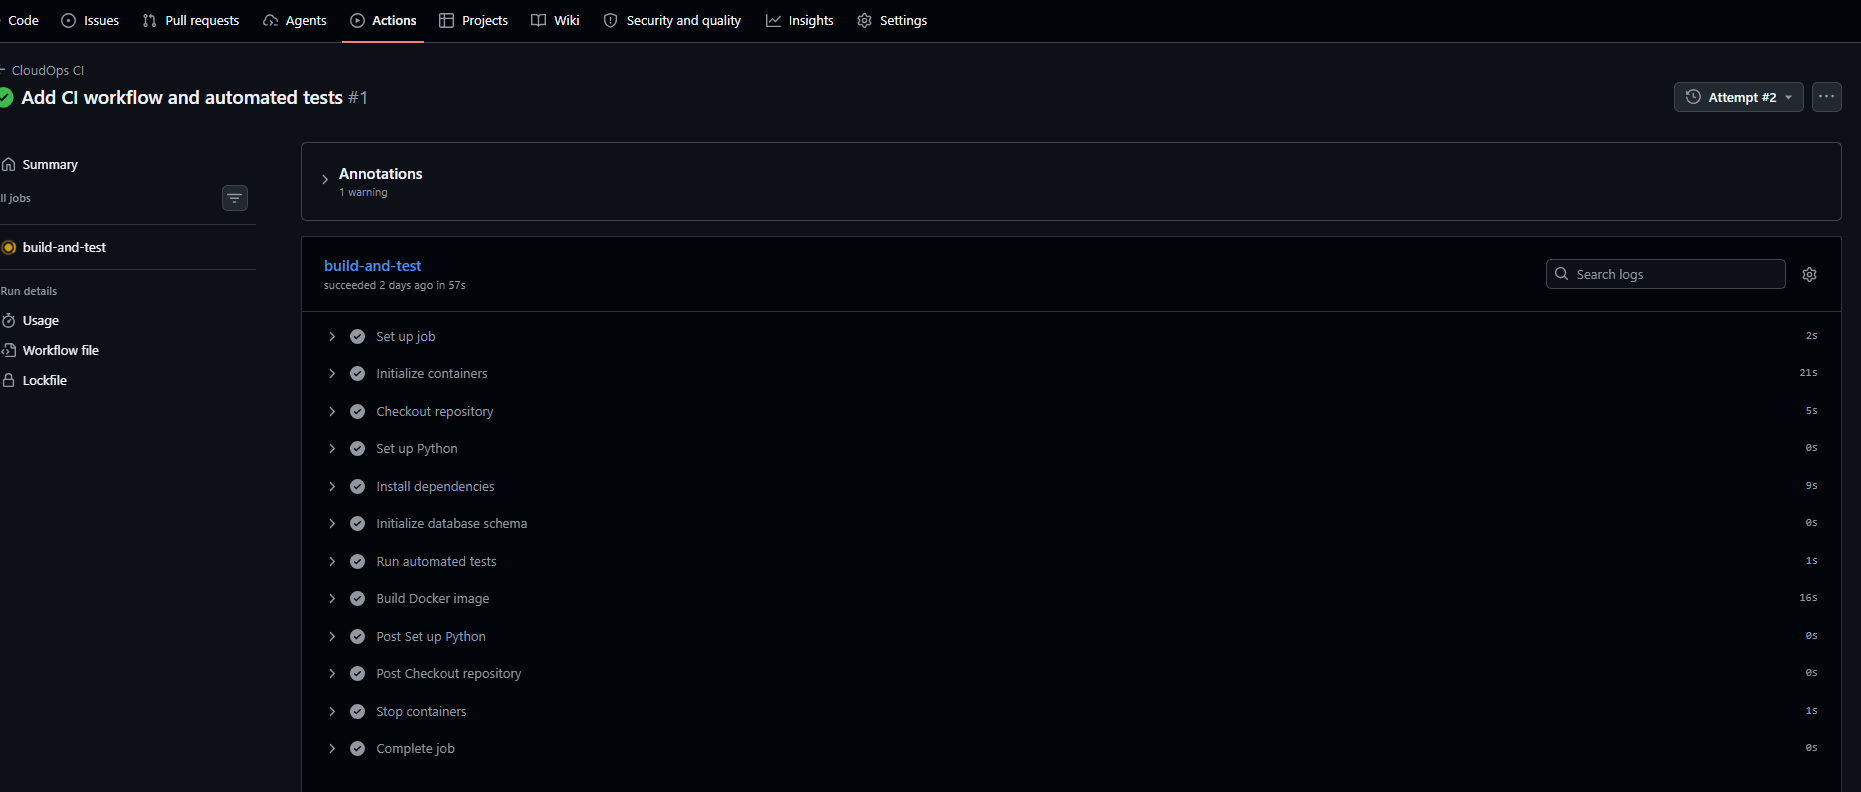 Code Issues Pull requests Agents Actions Projects Wiki Security and quality Insights Settings
CloudOps CI
Add CI workflow and automated tests #1
Attempt #2
Summary
ll jobs
build-and-test
Run details
Usage
Workflow file
Lockfile
Annotations
1 warning
build-and-test
succeeded 2 days ago in 57s
Search logs
Set up job 2s
Initialize containers 21s
Checkout repository 5s
Set up Python 0s
Install dependencies 9s
Initialize database schema 0s
Run automated tests 1s
Build Docker image 16s
Post Set up Python 0s
Post Checkout repository 0s
Stop containers 1s
Complete job 0s